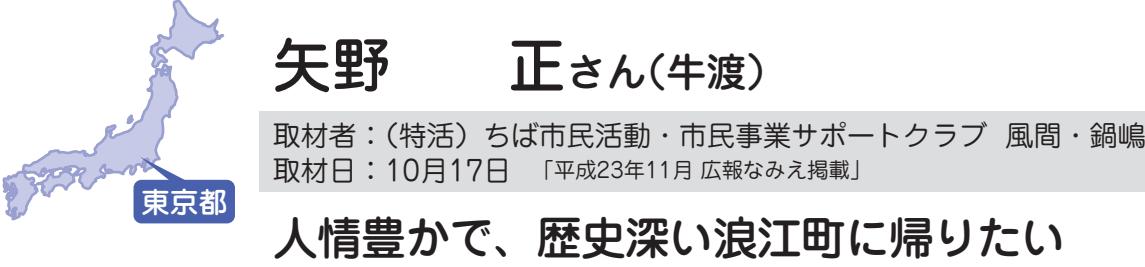 矢野 正さん(牛渡)
取材者：(特活)ちば市民活動・市民事業サポートクラブ 風間・鍋嶋
取材日：10月17日 「平成23年11月 広報なみえ掲載」
東京都
人情豊かで、歴史深い浪江町に帰りたい